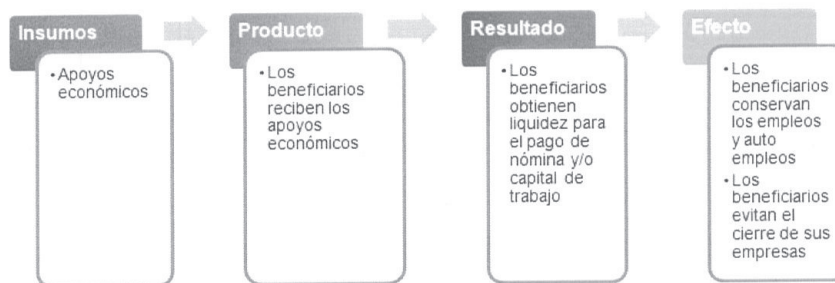 Insumos
• Apoyos
económicos
Producto
• Los
beneficiarios
reciben los
apoyos
económicos
Resultado
• Los
beneficiarios
obtienen
liquidez para
el pago de
nómina y/o
capital de
trabajo
Efecto
• Los
beneficiarios
conservan
los empleos
y auto
empleos
• Los
beneficiarios
evitan el
cierre de sus
empresas